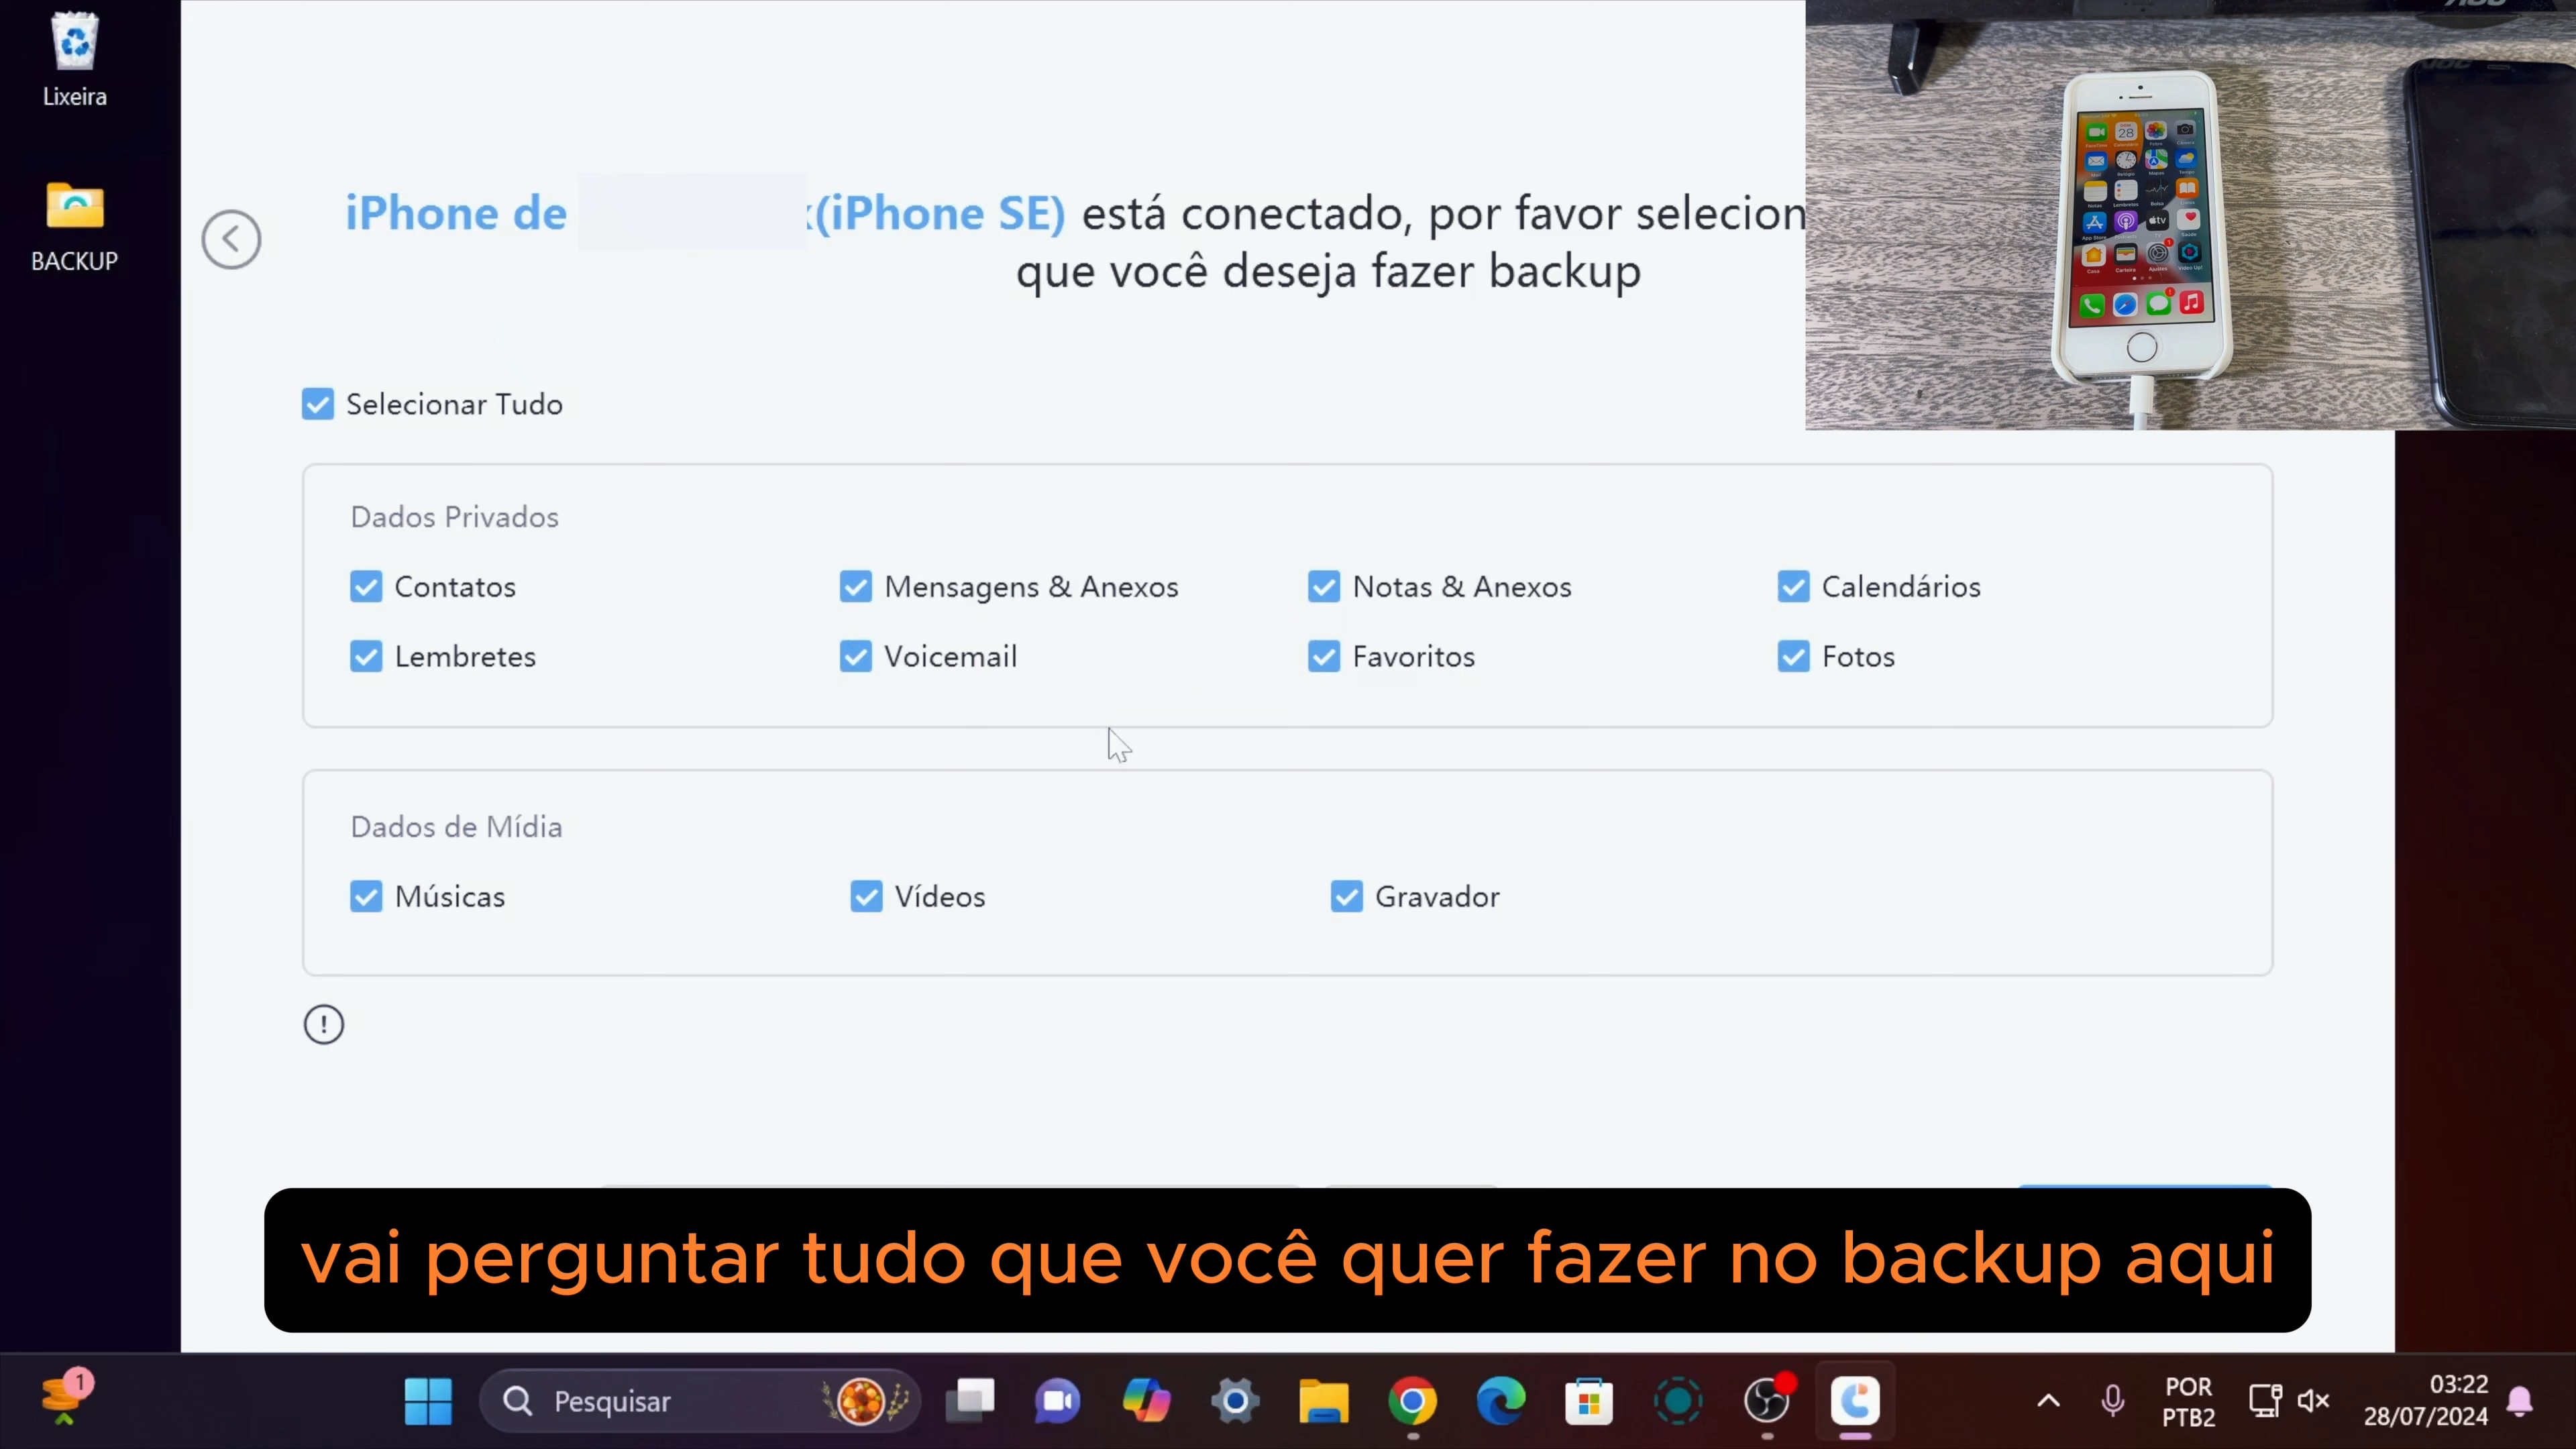 Lixeira
BACKUP
iPhone de (iPhone SE) está conectado, por favor selecion
que você deseja fazer backup
Selecionar Tudo
Dados Privados
Contatos
Mensagens & Anexos
Notas & Anexos
Calendários
Lembretes
Voicemail
Favoritos
Fotos
Dados de Mídia
Músicas
Vídeos
Gravador
vai perguntar tudo que você quer fazer no backup aqui
1
Pesquisar
POR
PTB2
03:22
28/07/2024
28